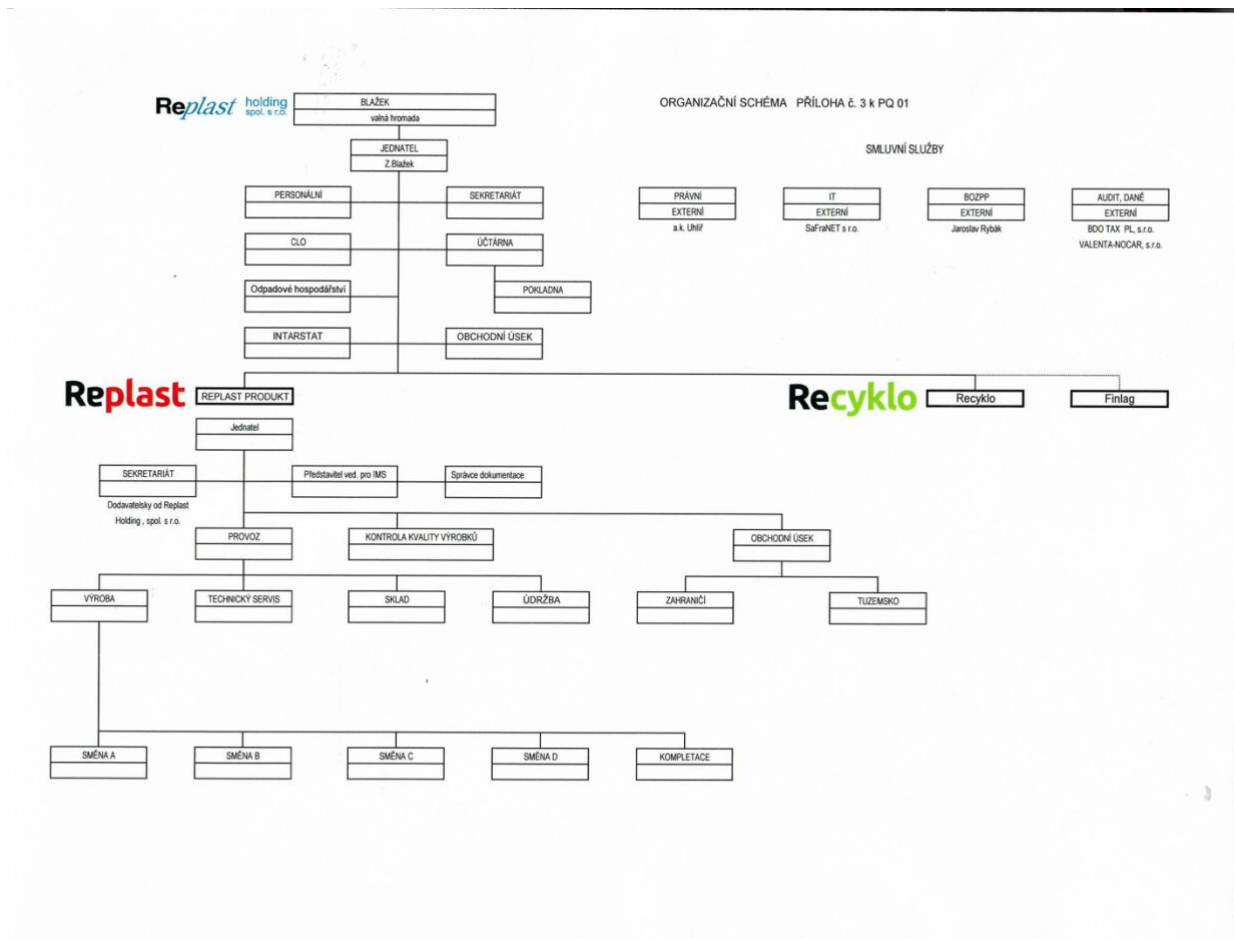 Replast holding
spol. s r.o.
BLAŽEK
valná hromada
ORGANIZAČNÍ SCHÉMA PŘÍLOHA č. 3 k PQ 01
JEDNATEL
Z.Blažek
SMLUVNÍ SLUŽBY
PERSONÁLNÍ
SEKRETARIÁT
PRÁVNÍ
EXTERNÍ
a.k. Uhlíř
IT
EXTERNÍ
SaFraNET s r.o.
BOZPP
EXTERNÍ
Jaroslav Rybák
AUDIT, DANĚ
EXTERNÍ
BDO TAX PL, s.r.o.
VALENTA-NOCAR, s.r.o.
CLO
ÚČTÁRNA
Odpadové hospodářství
POKLADNA
INTARSTAT
OBCHODNÍ ÚSEK
Replast
REPLAST PRODUKT
Recyklo
Recyklo
Finlag
Jednatel
SEKRETARIÁT
Dodavatelsky od Replast
Holding , spol. s r.o.
Představitel ved. pro IMS
Správce dokumentace
PROVOZ
KONTROLA KVALITY VÝROBKŮ
OBCHODNÍ ÚSEK
VÝROBA
TECHNICKÝ SERVIS
SKLAD
ÚDRŽBA
ZAHRANIČÍ
TUZEMSKO
SMĚNA A
SMĚNA B
SMĚNA C
SMĚNA D
KOMPLETACE